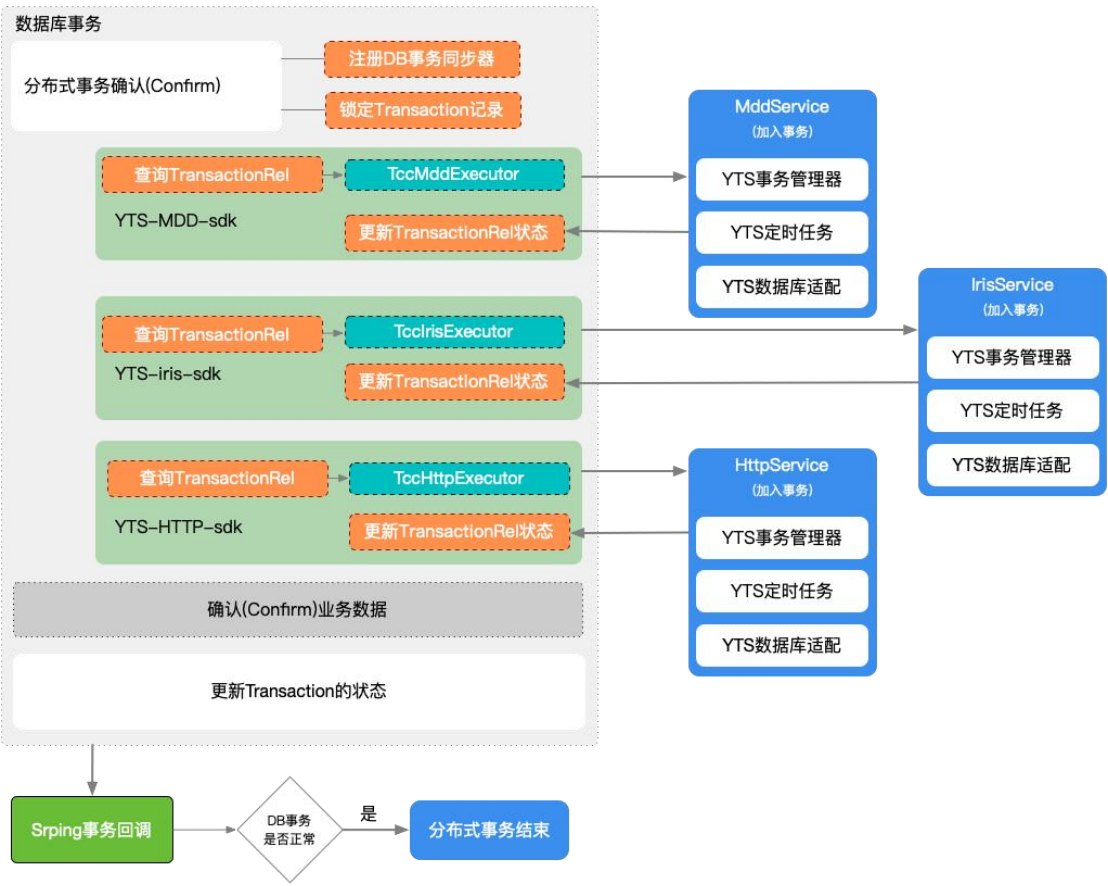 数据库事务
分布式事务确认(Confirm)
注册DB事务同步器
锁定Transaction记录
查询TransactionRel
TccMddExecutor
YTS-MDD-sdk
更新TransactionRel状态
查询TransactionRel
TccIrisExecutor
YTS-iris-sdk
更新TransactionRel状态
查询TransactionRel
TccHttpExecutor
YTS-HTTP-sdk
更新TransactionRel状态
确认(Confirm)业务数据
更新Transaction的状态
MddService
(加入事务)
YTS事务管理器
YTS定时任务
YTS数据库适配
IrisService
(加入事务)
YTS事务管理器
YTS定时任务
YTS数据库适配
HttpService
(加入事务)
YTS事务管理器
YTS定时任务
YTS数据库适配
Srping事务回调
DB事务
是否正常
是
分布式事务结束